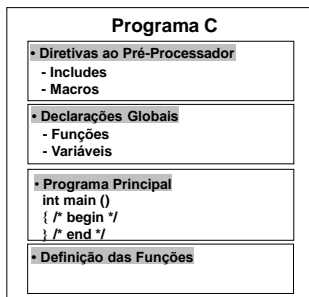 Programa C
• Diretivas ao Pré-Processador
- Includes
- Macros
• Declarações Globais
- Funções
- Variáveis
• Programa Principal
int main ()
{ /* begin */
} /* end */
• Definição das Funções